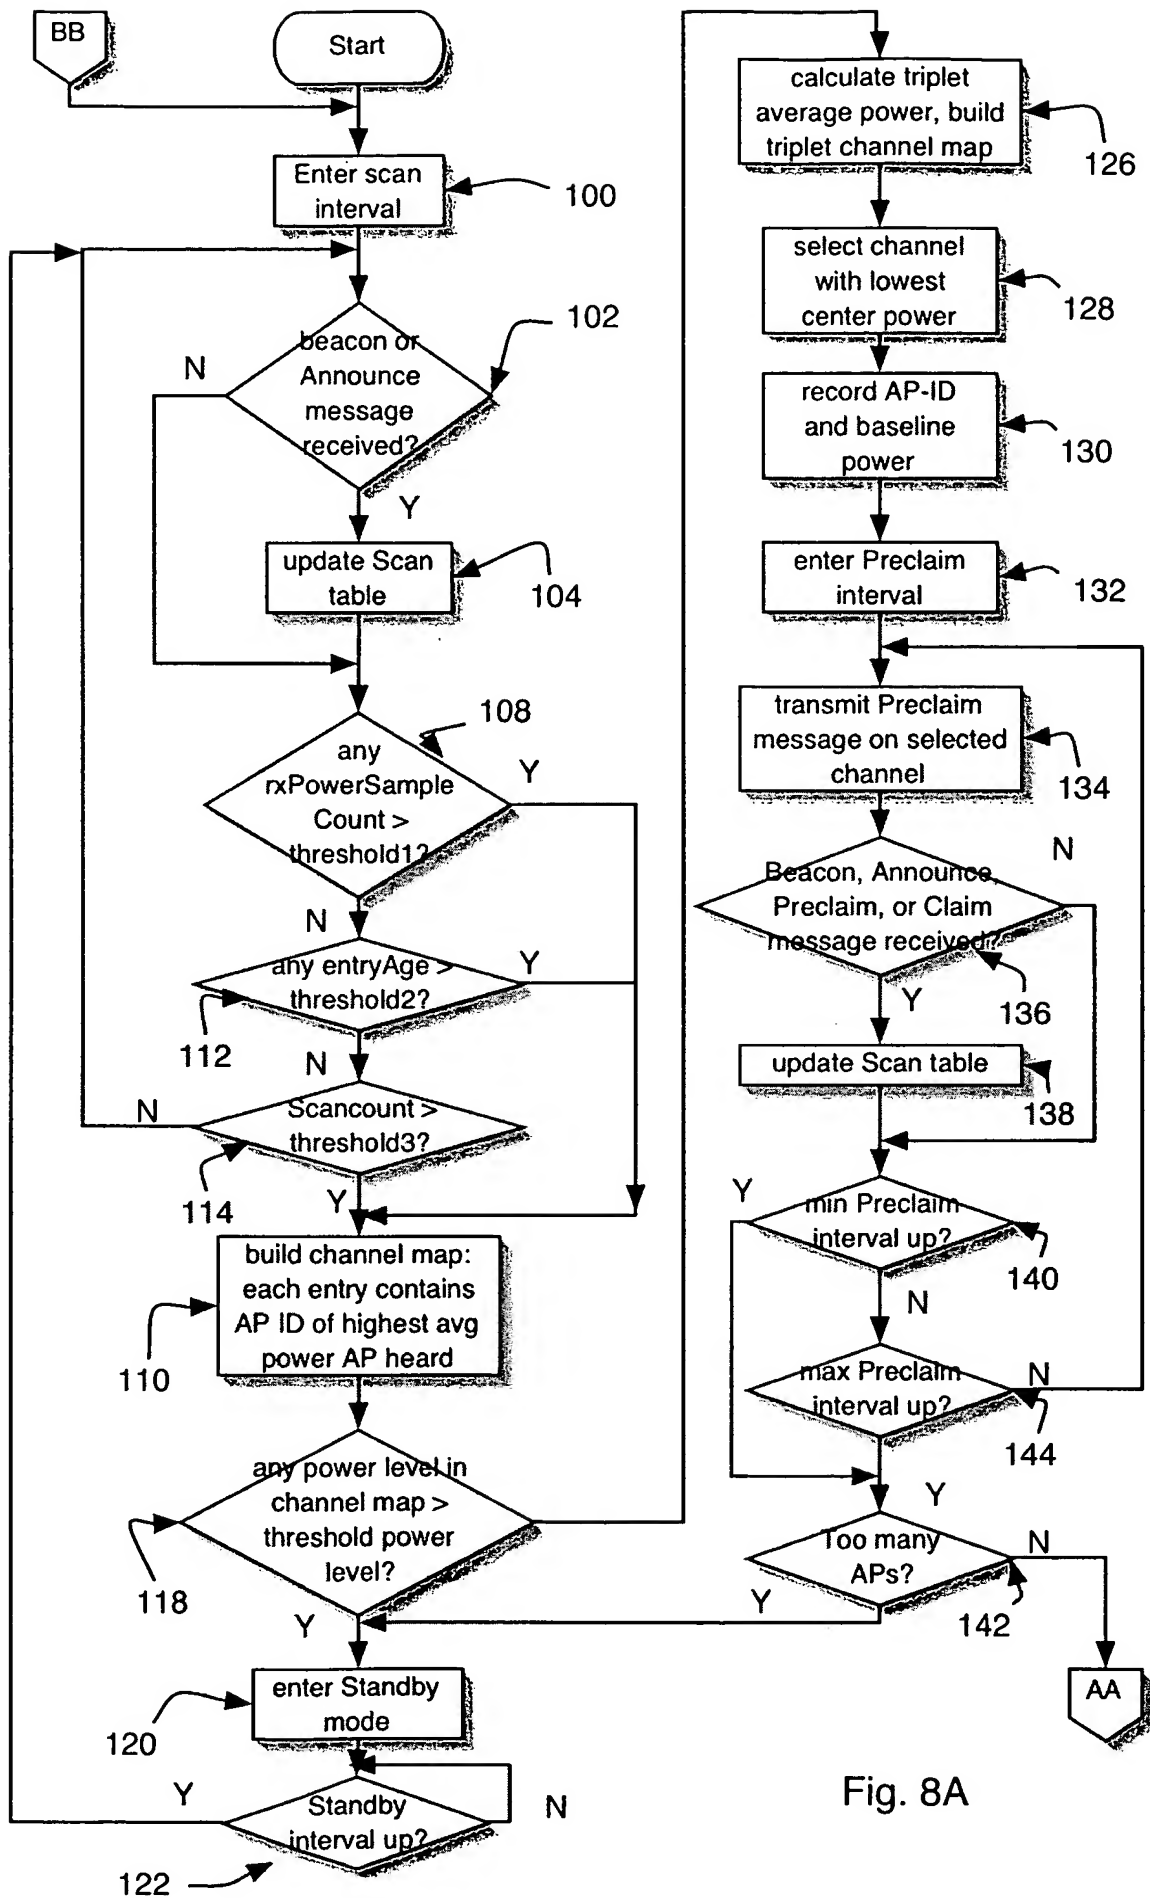 BB
Start
Enter scan
interval
100
beacon or
Announce
message
received?
102
N
Y
update Scan
table
104
any
rxPowerSample
Count >
threshold1?
108
Y
N
any entryAge >
threshold2?
Y
112
N
Scancount >
threshold3?
N
114
Y
build channel map:
each entry contains
AP ID of highest avg
power AP heard
110
any power level in
channel map >
threshold power
level?
118
Y
enter Standby
mode
120
Y
Standby
interval up?
N
122
calculate triplet
average power, build
triplet channel map
126
select channel
with lowest
center power
128
record AP-ID
and baseline
power
130
enter Preclaim
interval
132
transmit Preclaim
message on selected
channel
134
N
Beacon, Announce,
Preclaim, or Claim
message received?
136
Y
update Scan table
138
Y
min Preclaim
interval up?
140
N
max Preclaim
interval up?
N
144
Y
Too many
APs?
N
Y
142
AA
Fig. 8A